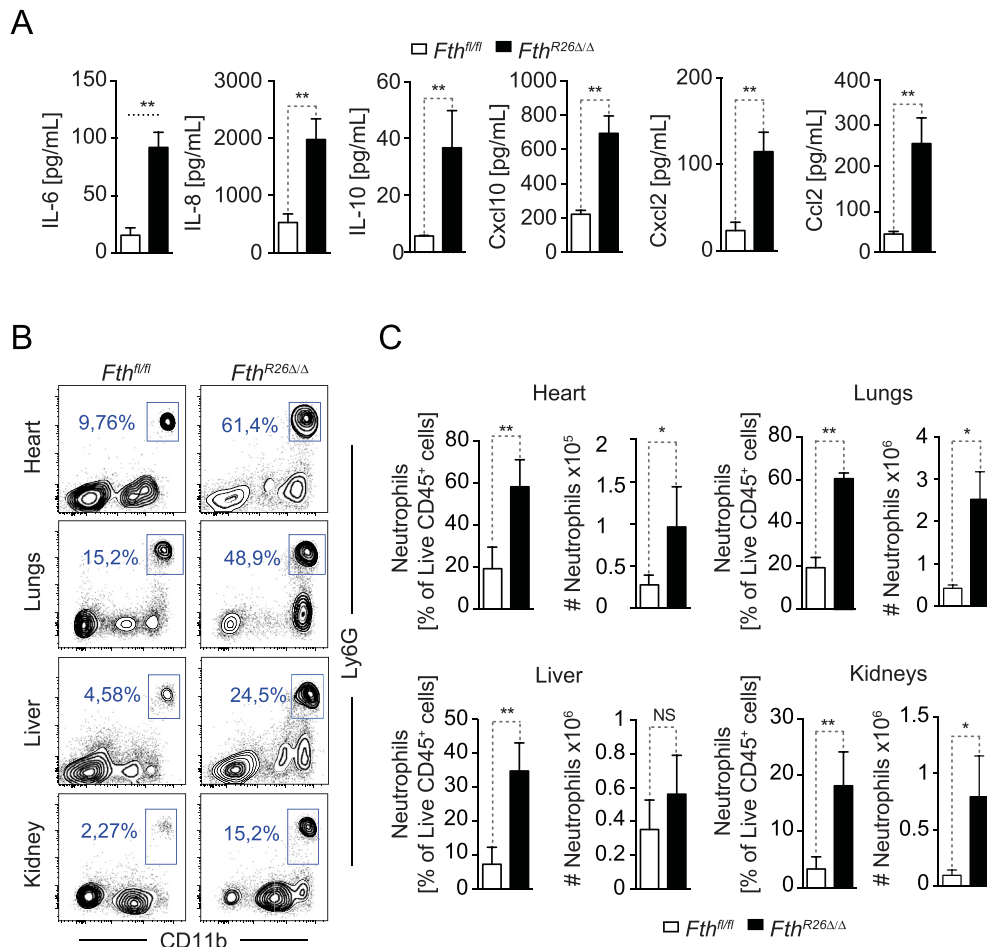 A
Fth^fl/fl Fth^R26Δ/Δ
IL-6 [pg/mL] 150 100 50 0 **
IL-8 [pg/mL] 3000 2000 1000 0 **
IL-10 [pg/mL] 60 40 20 0 **
Cxcl10 [pg/mL] 1000 800 600 400 200 0 **
Cxcl2 [pg/mL] 200 100 0 **
Ccl2 [pg/mL] 400 300 200 100 0 **
B
Fth^fl/fl Fth^R26Δ/Δ
Heart 9,76% 61,4%
Lungs 15,2% 48,9%
Liver 4,58% 24,5%
Kidney 2,27% 15,2%
Ly6G
CD11b
C
Heart
Neutrophils
[% of Live CD45⁺ cells]
80 60 40 20 0 **
# Neutrophils x10⁵
2 1.5 1 0.5 0 *
Lungs
Neutrophils
[% of Live CD45⁺ cells]
80 60 40 20 0 **
# Neutrophils x10⁶
4 3 2 1 0 *
Liver
Neutrophils
[% of Live CD45⁺ cells]
50 40 30 20 10 0 **
# Neutrophils x10⁶
1 0.8 0.6 0.4 0.2 0 NS
Kidneys
Neutrophils
[% of Live CD45⁺ cells]
30 20 10 0 **
# Neutrophils x10⁶
1.5 1 0.5 0 *
Fth^fl/fl Fth^R26Δ/Δ